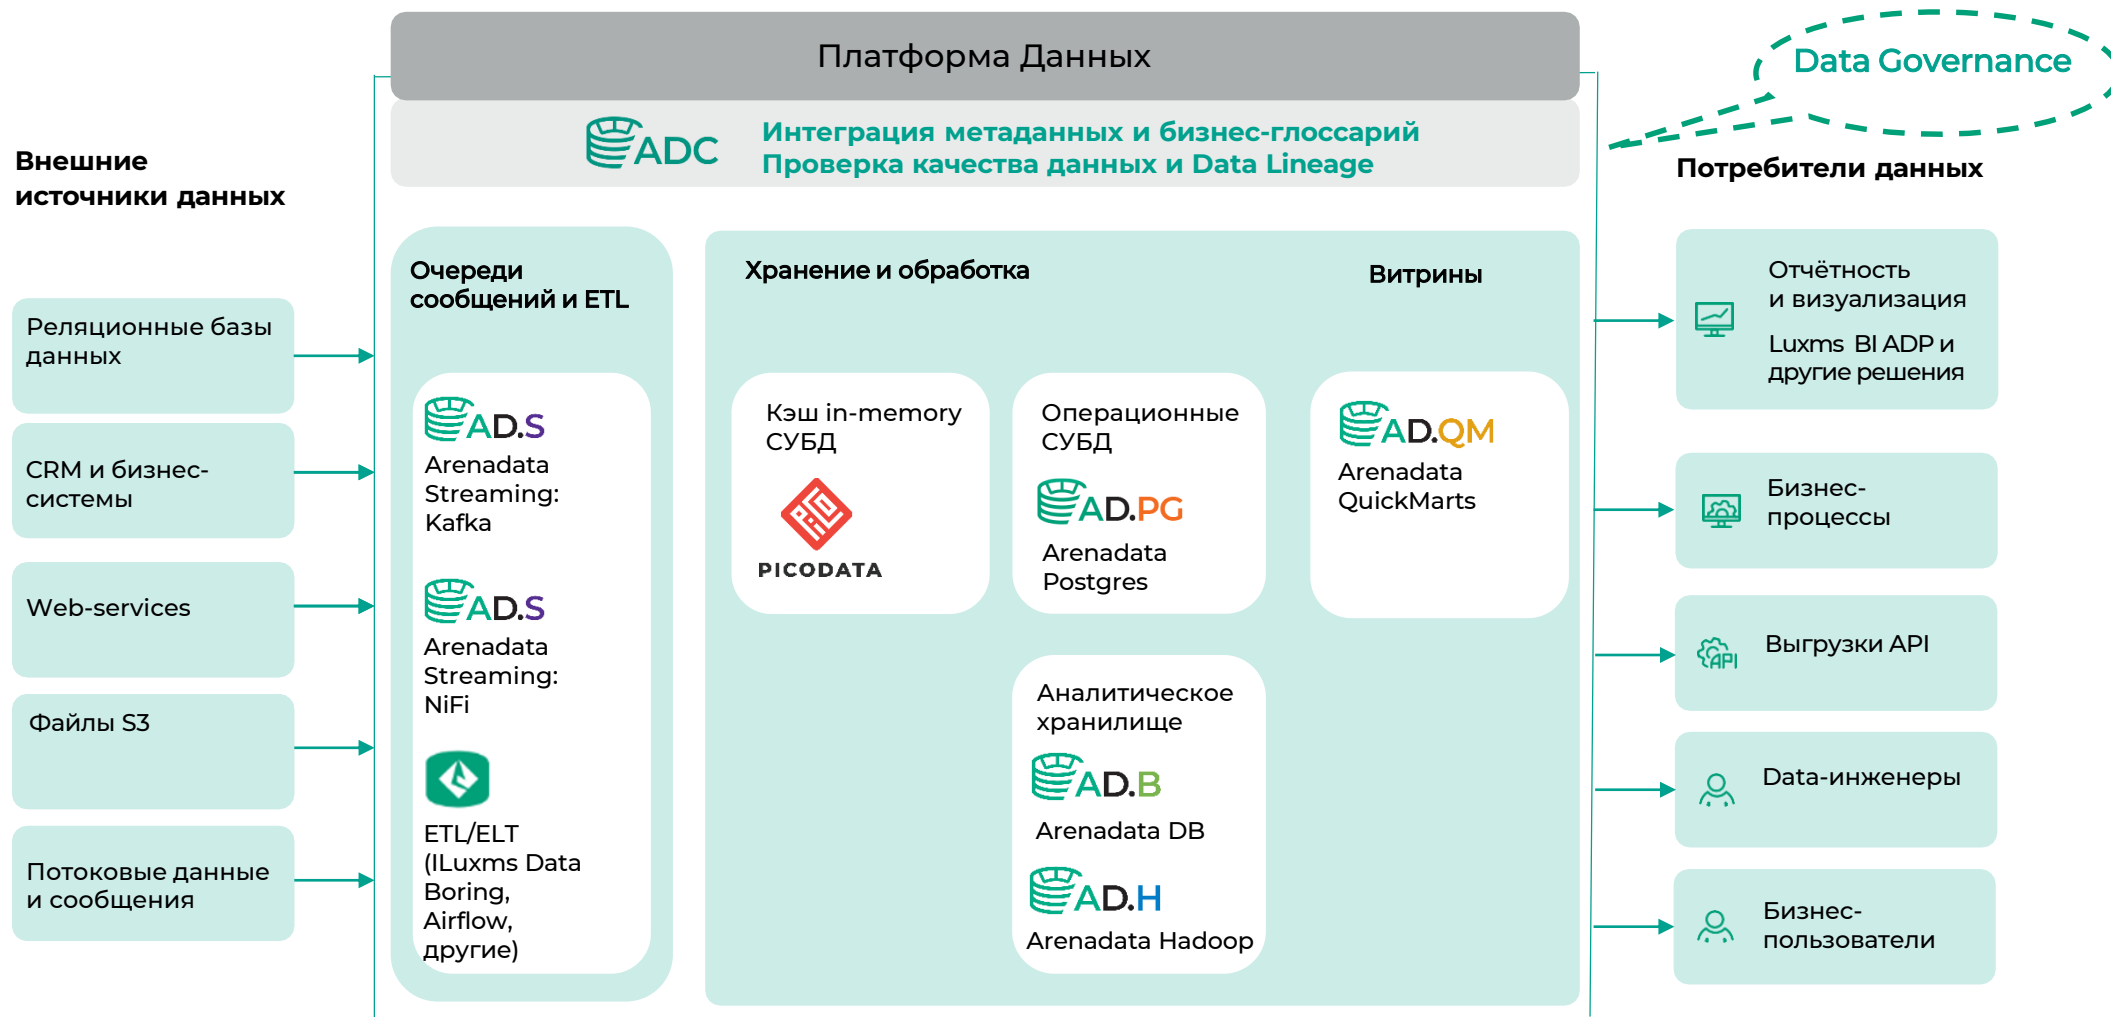 Платформа Данных
Data Governance
ADC
Интеграция метаданных и бизнес-глоссарий
Проверка качества данных и Data Lineage
Внешние
источники данных
Реляционные базы
данных
CRM и бизнес-
системы
Web-services
Файлы S3
Потоковые данные
и сообщения
Очереди
сообщений и ETL
AD.S
Arenadata
Streaming:
Kafka
AD.S
Arenadata
Streaming:
NiFi
ETL/ELT
(ILuxms Data
Boring,
Airflow,
другие)
Хранение и обработка
Кэш in-memory
СУБД
PICODATA
Операционные
СУБД
AD.PG
Arenadata
Postgres
Аналитическое
хранилище
AD.B
Arenadata DB
AD.H
Arenadata Hadoop
Витрины
AD.QM
Arenadata
QuickMarts
Потребители данных
Отчётность
и визуализация
Luxms BI ADP и
другие решения
Бизнес-
процессы
API
Выгрузки API
Data-инженеры
Бизнес-
пользователи